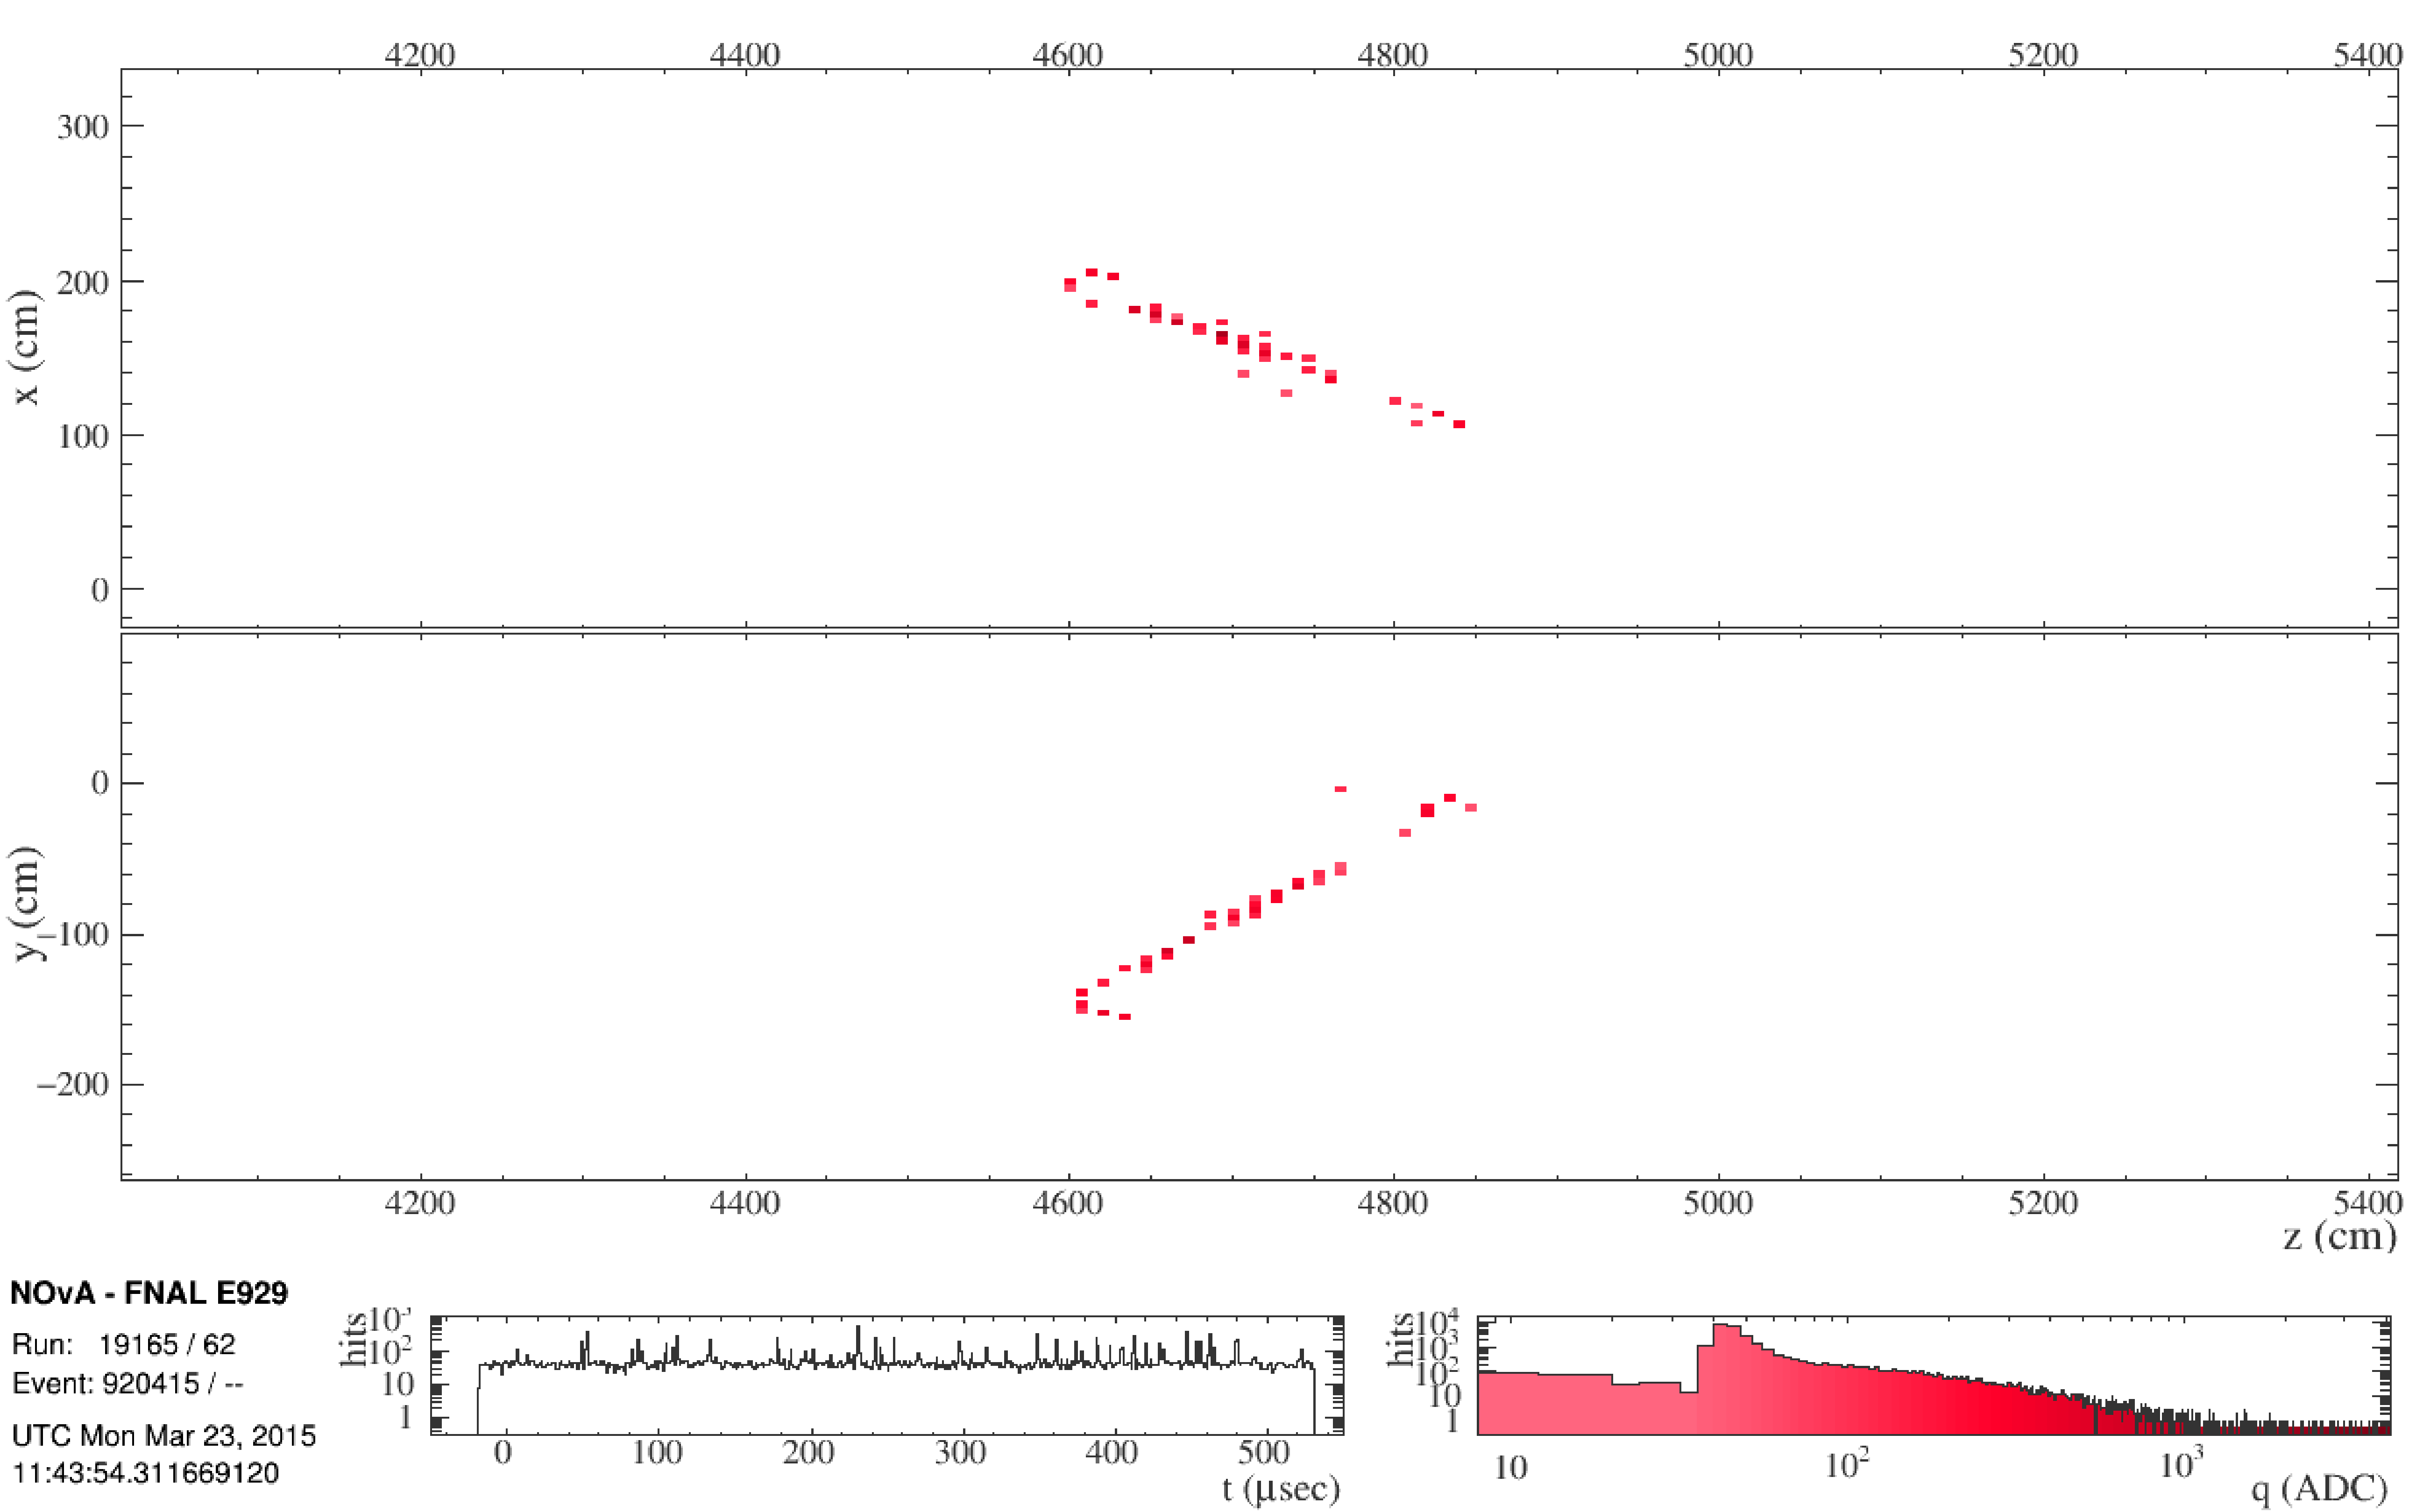 4200 4400 4600 4800 5000 5200 5400
x (cm)
300
200
100
0
y (cm)
0
−100
−200
4200 4400 4600 4800 5000 5200 5400
z (cm)
NOvA - FNAL E929
Run: 19165 / 62
Event: 920415 / --
UTC Mon Mar 23, 2015
11:43:54.311669120
hits
10²
10
1
0 100 200 300 400 500
t (μsec)
hits
10⁴
10³
10²
10
1
10 10² 10³
q (ADC)